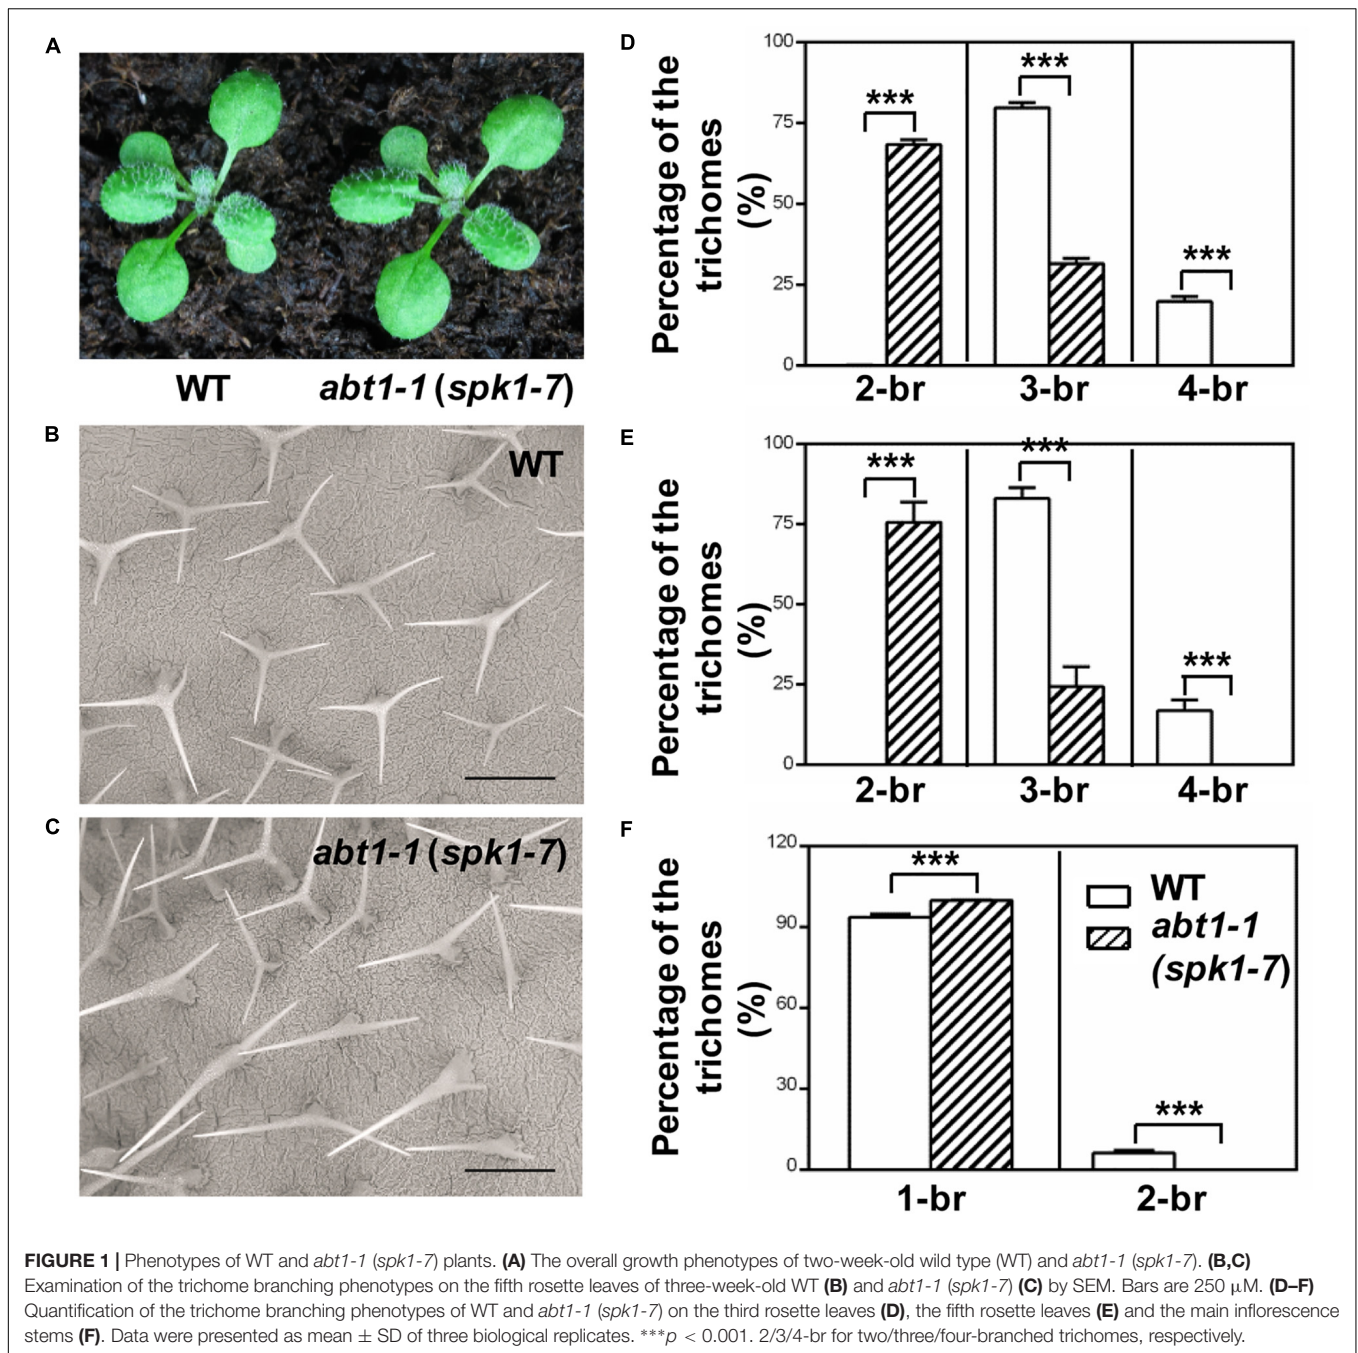 A
WT
abt1-1 (spk1-7)
B
WT
C
abt1-1 (spk1-7)
D
Percentage of the
trichomes
(%)
100
75
50
25
0
***
***
***
2-br
3-br
4-br
E
Percentage of the
trichomes
(%)
100
75
50
25
0
***
***
***
2-br
3-br
4-br
F
Percentage of the
trichomes
(%)
120
90
60
30
0
***
***
WT
abt1-1
(spk1-7)
1-br
2-br
FIGURE 1 | Phenotypes of WT and abt1-1 (spk1-7) plants. (A) The overall growth phenotypes of two-week-old wild type (WT) and abt1-1 (spk1-7). (B,C)
Examination of the trichome branching phenotypes on the fifth rosette leaves of three-week-old WT (B) and abt1-1 (spk1-7) (C) by SEM. Bars are 250 μM. (D–F)
Quantification of the trichome branching phenotypes of WT and abt1-1 (spk1-7) on the third rosette leaves (D), the fifth rosette leaves (E) and the main inflorescence
stems (F). Data were presented as mean ± SD of three biological replicates. ***p < 0.001. 2/3/4-br for two/three/four-branched trichomes, respectively.